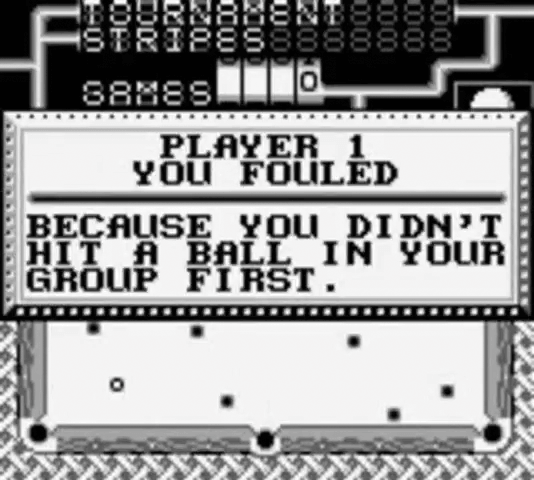 TOURNAMENT
STRIPES
GAMES 0
PLAYER 1
YOU FOULED
BECAUSE YOU DIDN'T
HIT A BALL IN YOUR
GROUP FIRST.